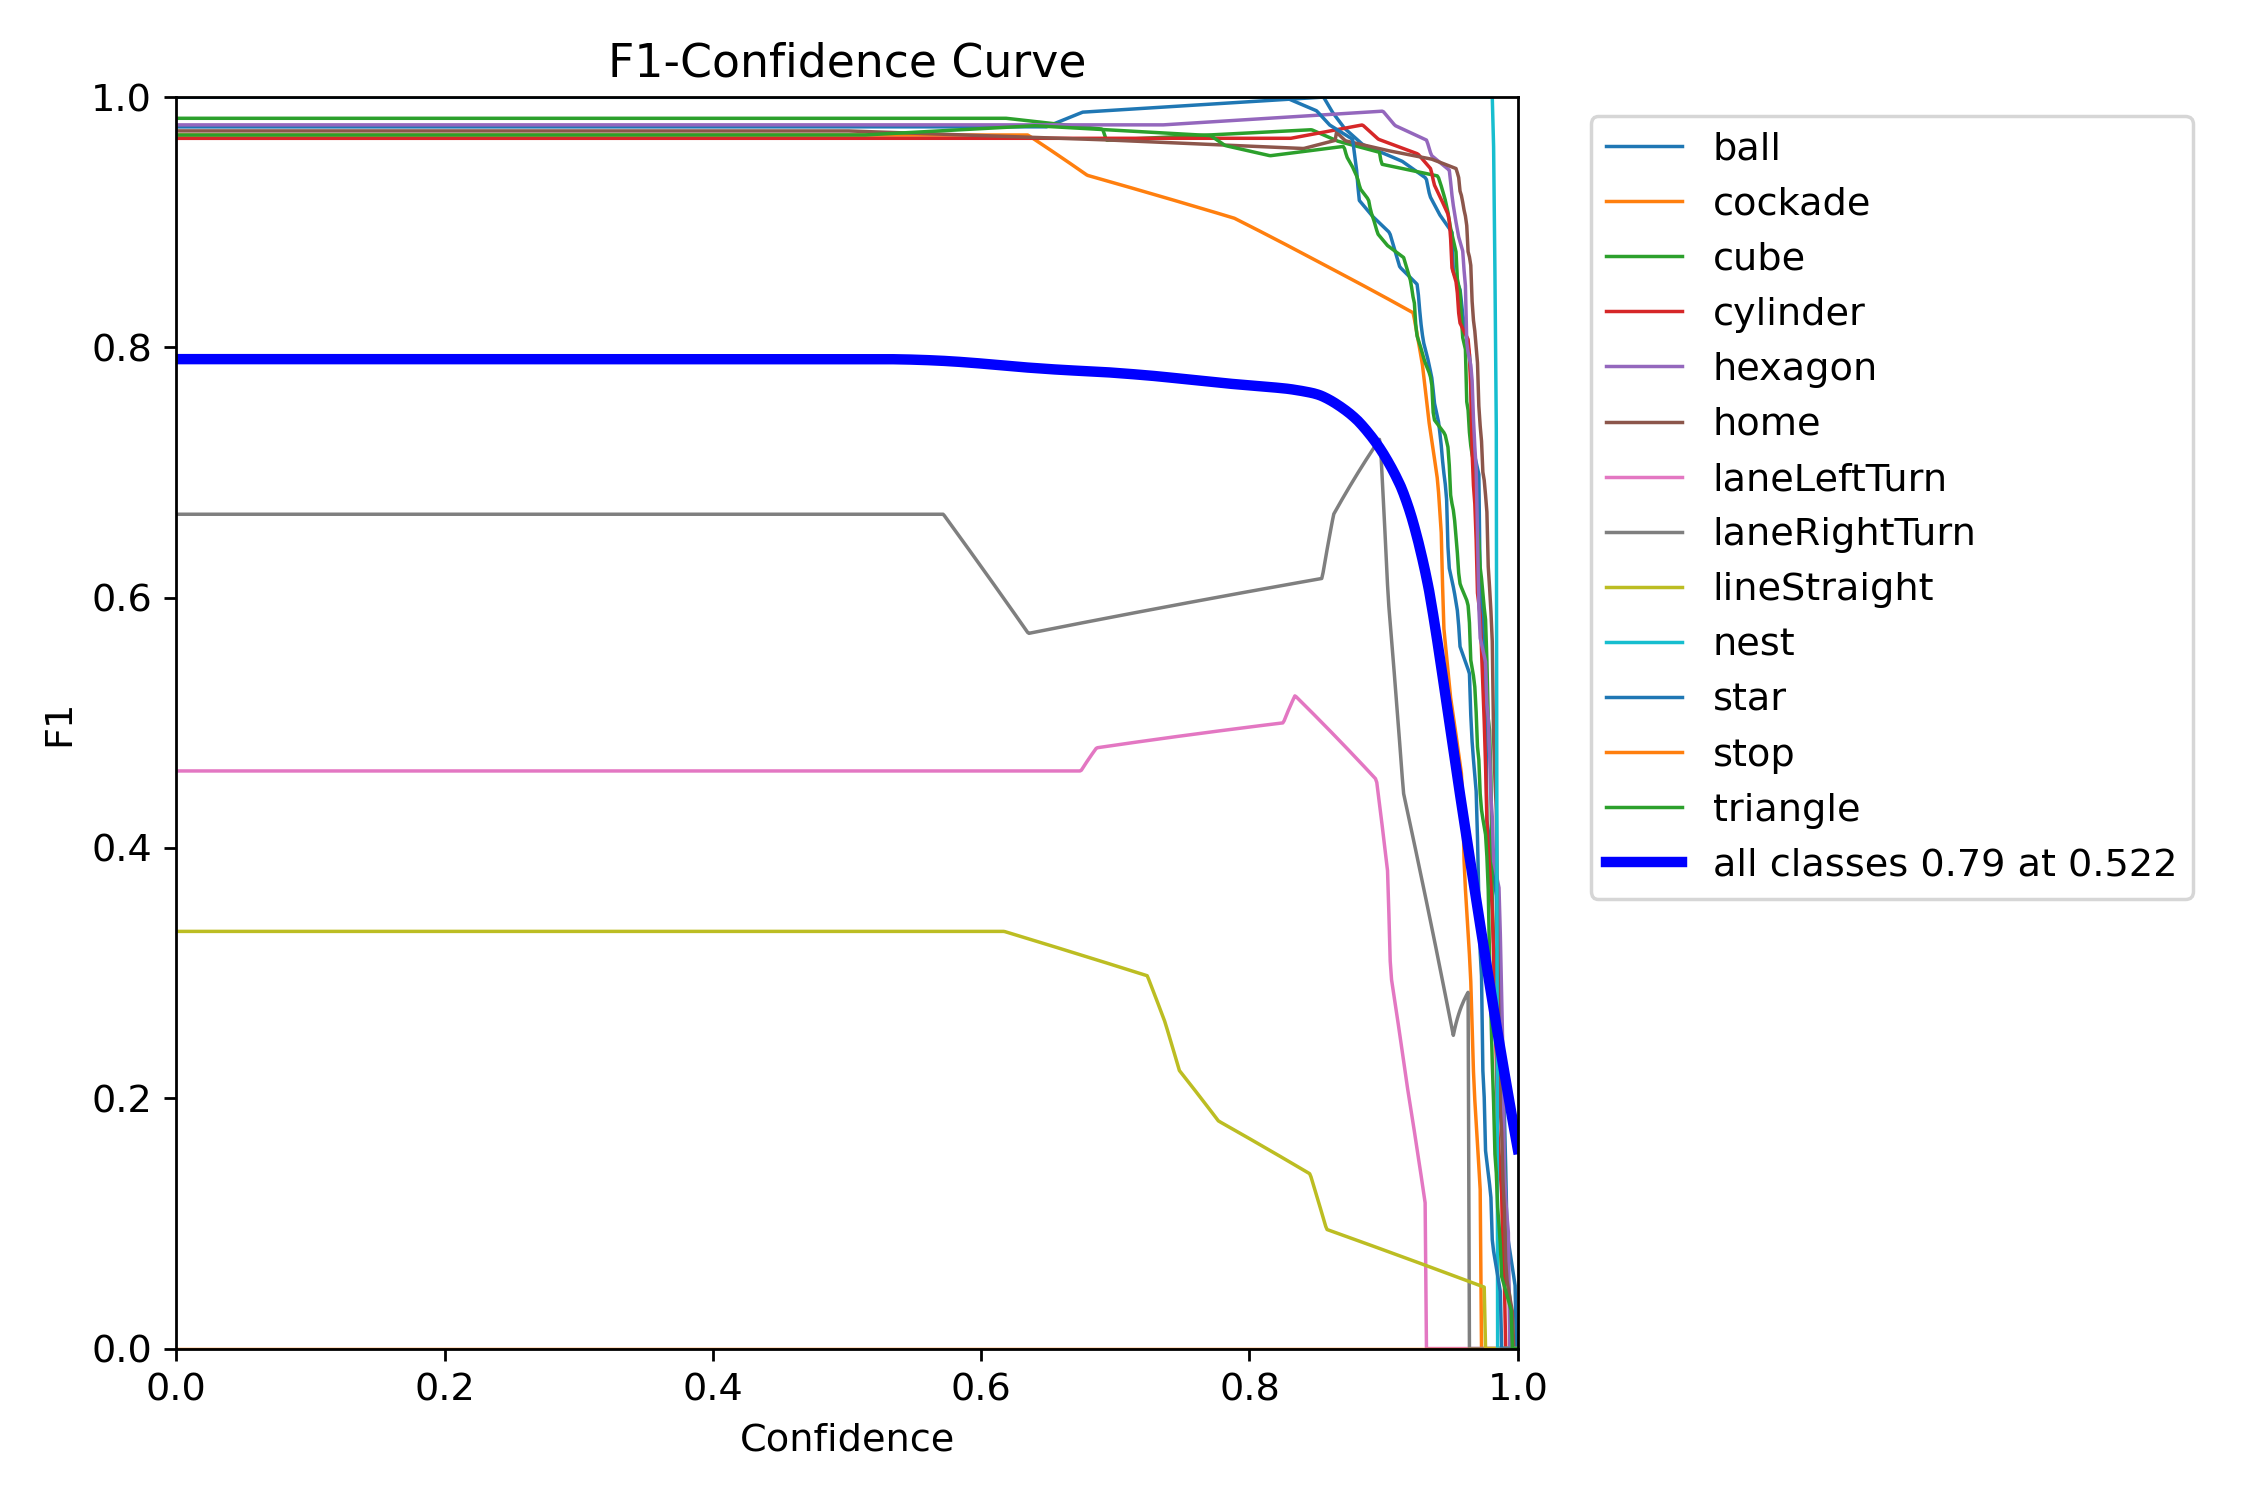 F1-Confidence Curve
1.0
0.8
0.6
0.4
0.2
0.0
F1
0.0 0.2 0.4 0.6 0.8 1.0
Confidence
ball
cockade
cube
cylinder
hexagon
home
laneLeftTurn
laneRightTurn
lineStraight
nest
star
stop
triangle
all classes 0.79 at 0.522